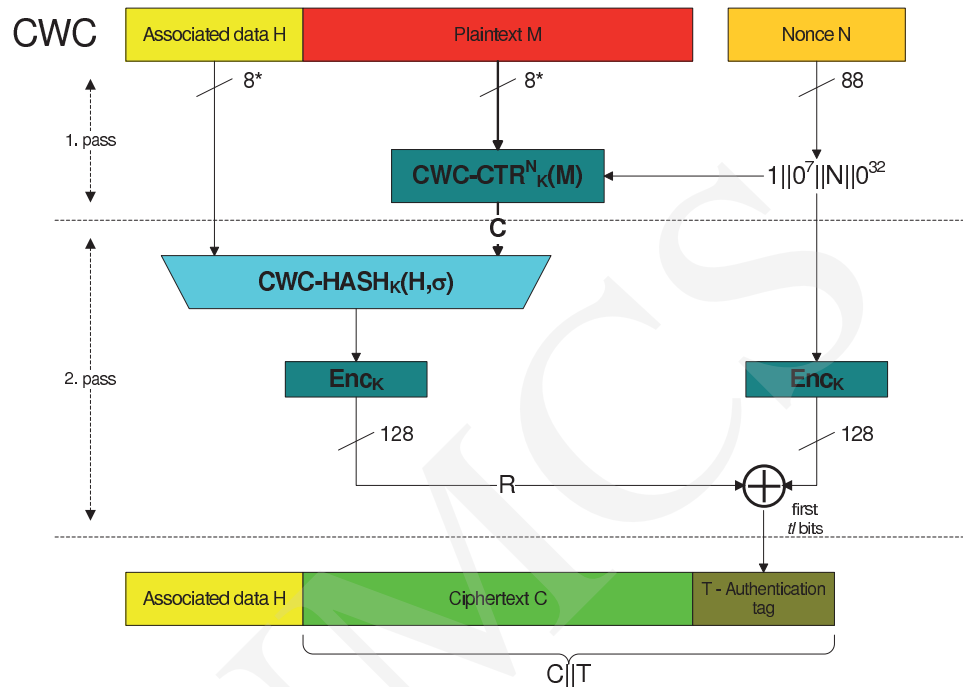 CWC
Associated data H
Plaintext M
Nonce N
8*
8*
88
1. pass
CWC-CTR^N_K(M)
1||0^7||N||0^32
C
CWC-HASH_K(H,σ)
2. pass
Enc_K
Enc_K
128
128
R
first
tl bits
Associated data H
Ciphertext C
T - Authentication
tag
C||T